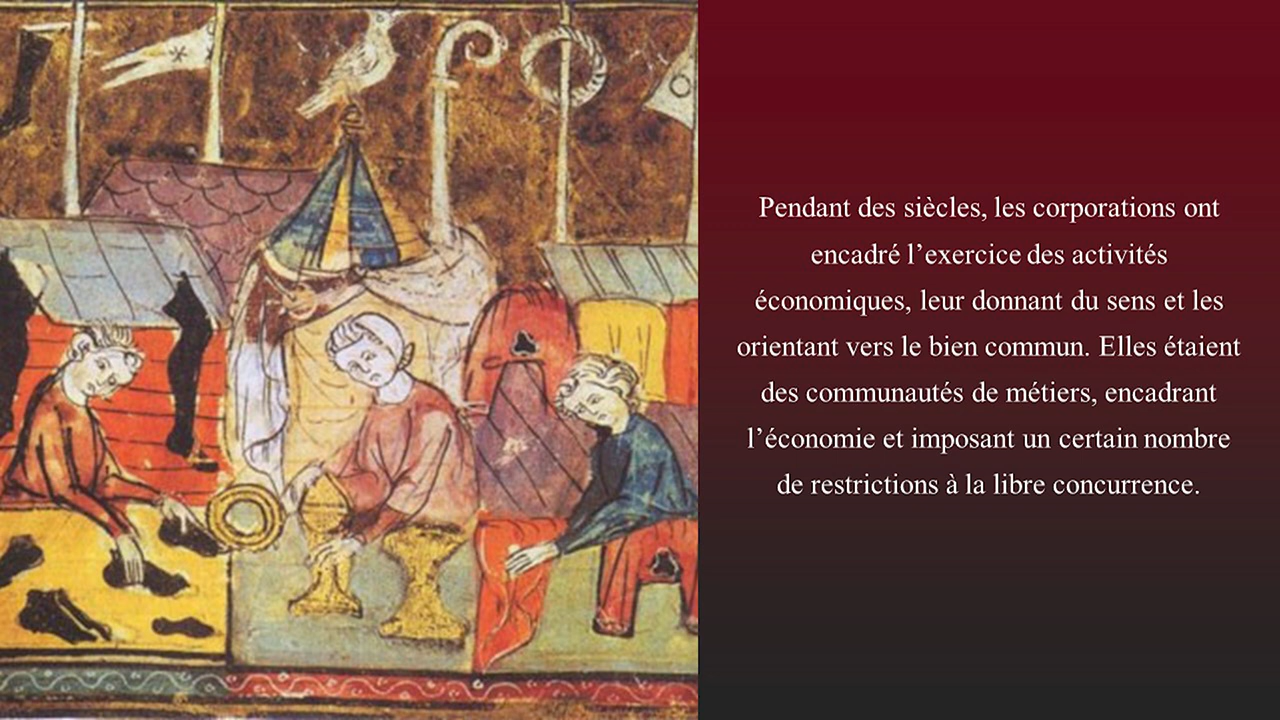 Pendant des siècles, les corporations ont
encadré l’exercice des activités
économiques, leur donnant du sens et les
orientant vers le bien commun. Elles étaient
des communautés de métiers, encadrant
l’économie et imposant un certain nombre
de restrictions à la libre concurrence.